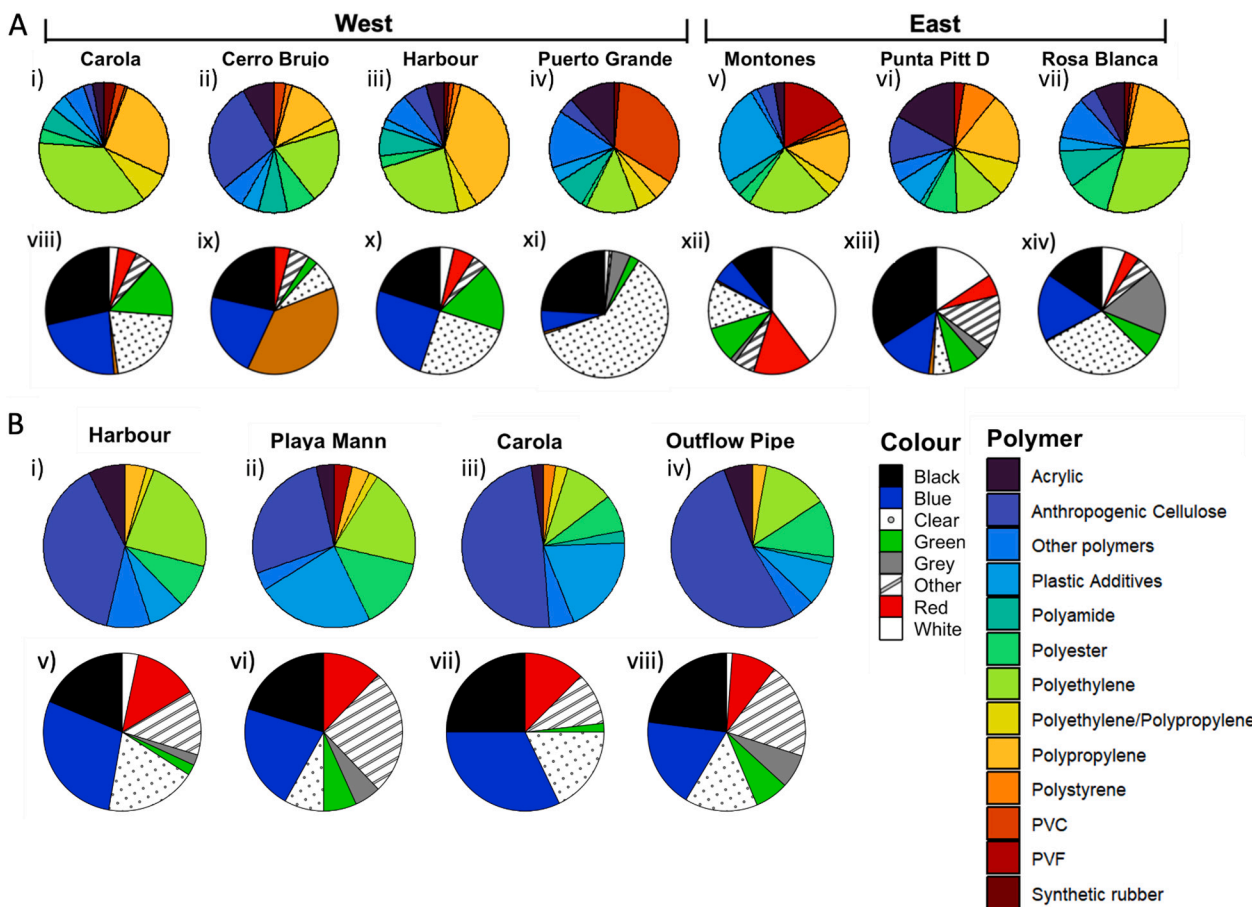 A
West
East
Carola
Cerro Brujo
Harbour
Puerto Grande
Montones
Punta Pitt D
Rosa Blanca
i)
ii)
iii)
iv)
v)
vi)
vii)
viii)
ix)
x)
xi)
xii)
xiii)
xiv)
B
Harbour
Playa Mann
Carola
Outflow Pipe
i)
ii)
iii)
iv)
v)
vi)
vii)
viii)
Colour
Black
Blue
Clear
Green
Grey
Other
Red
White
Polymer
Acrylic
Anthropogenic Cellulose
Other polymers
Plastic Additives
Polyamide
Polyester
Polyethylene
Polyethylene/Polypropylene
Polypropylene
Polystyrene
PVC
PVF
Synthetic rubber